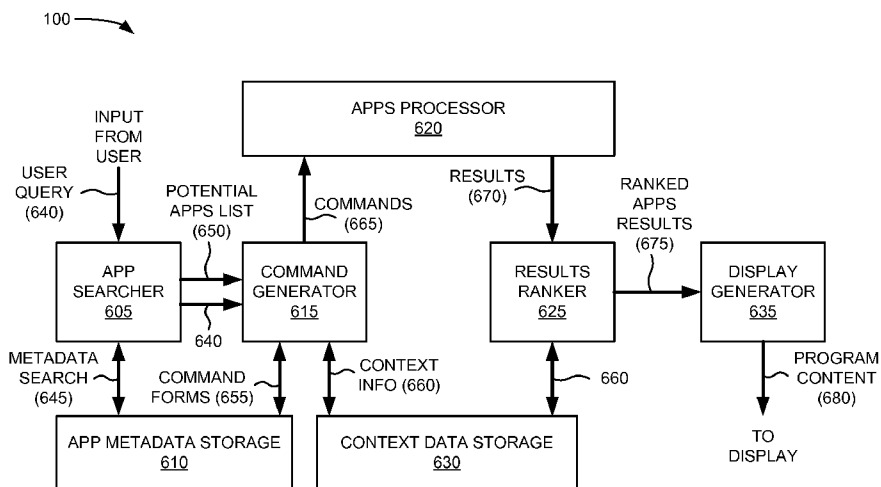 100
APPS PROCESSOR
620
INPUT
FROM
USER
USER
QUERY
(640)
POTENTIAL
APPS LIST
(650)
COMMANDS
(665)
RESULTS
(670)
RANKED
APPS
RESULTS
(675)
APP
SEARCHER
605
640
COMMAND
GENERATOR
615
RESULTS
RANKER
625
DISPLAY
GENERATOR
635
METADATA
SEARCH
(645)
COMMAND
FORMS (655)
CONTEXT
INFO (660)
660
PROGRAM
CONTENT
(680)
APP METADATA STORAGE
610
CONTEXT DATA STORAGE
630
TO
DISPLAY